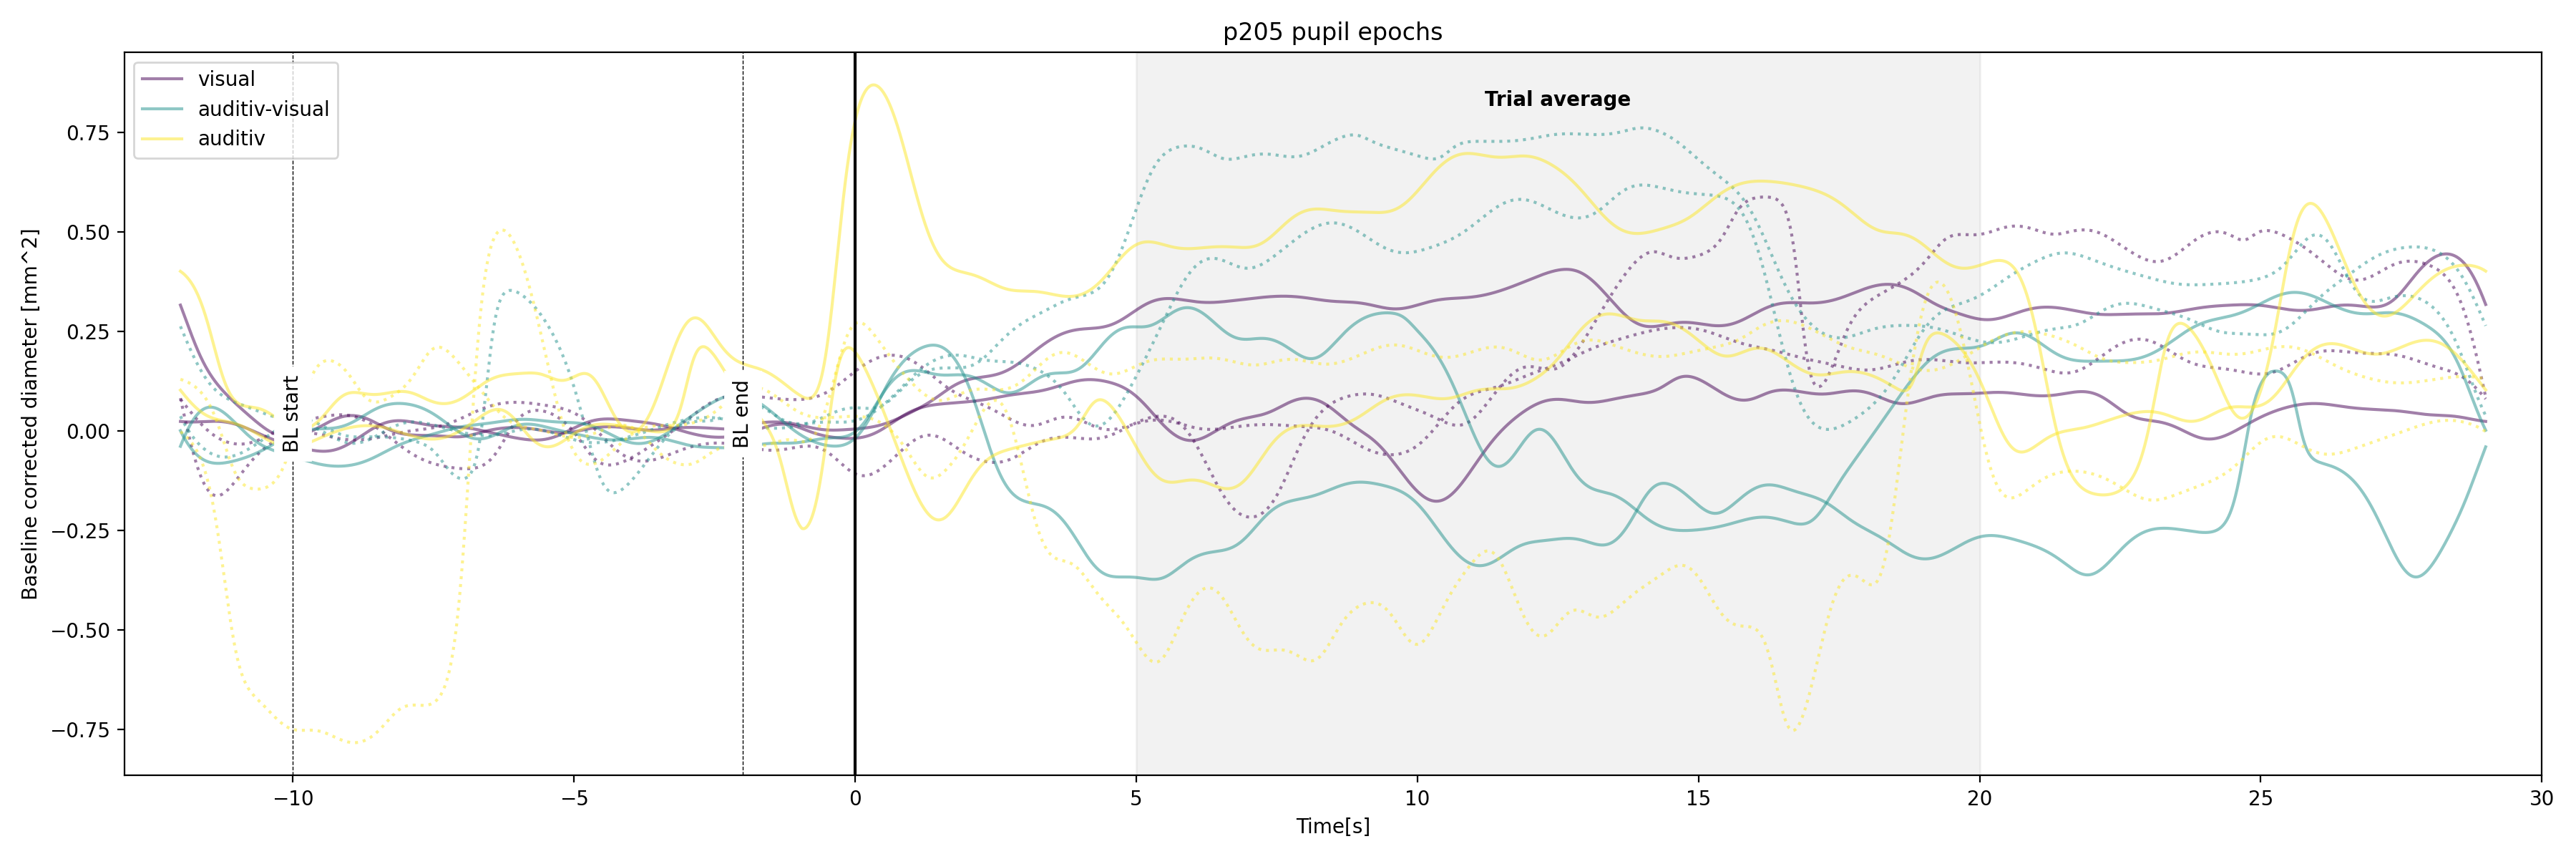 p205 pupil epochs
visual
auditiv-visual
auditiv
Trial average
BL start
BL end
Baseline corrected diameter [mm^2]
0.75
0.50
0.25
0.00
−0.25
−0.50
−0.75
−10
−5
0
5
10
15
20
25
30
Time[s]